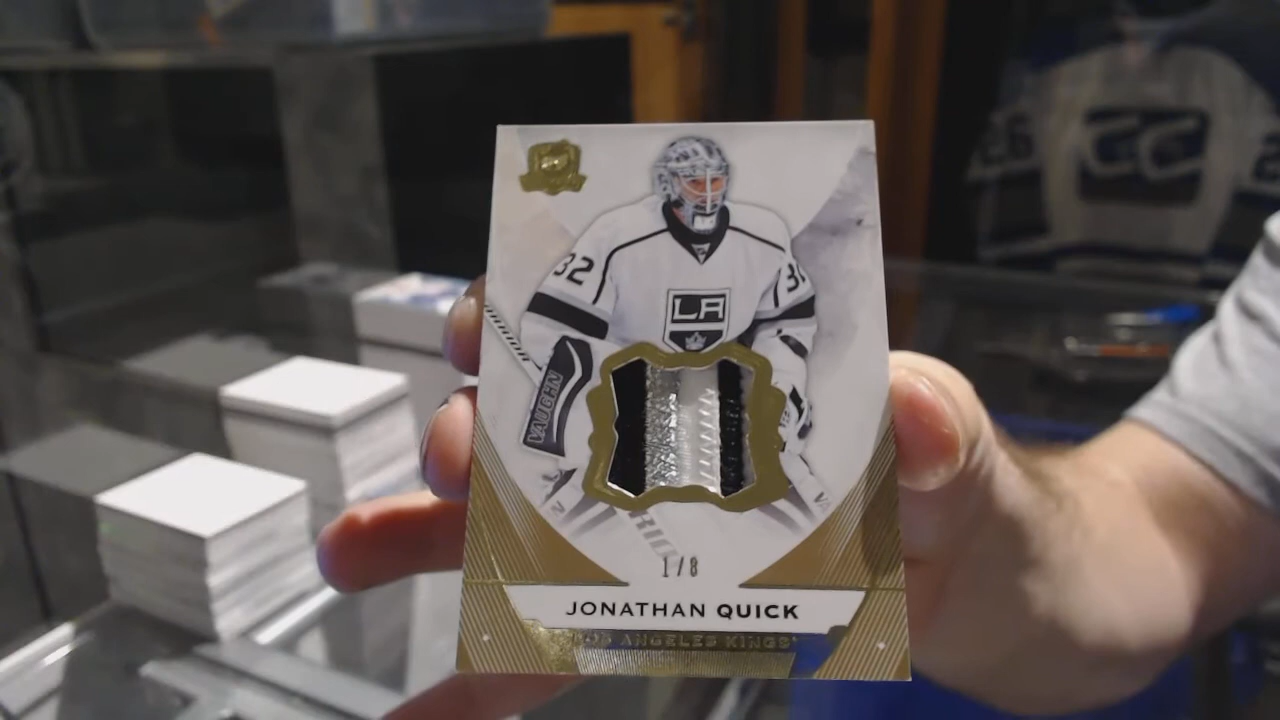 32
LA
VAUGHN
1/8
JONATHAN QUICK
LOS ANGELES KINGS